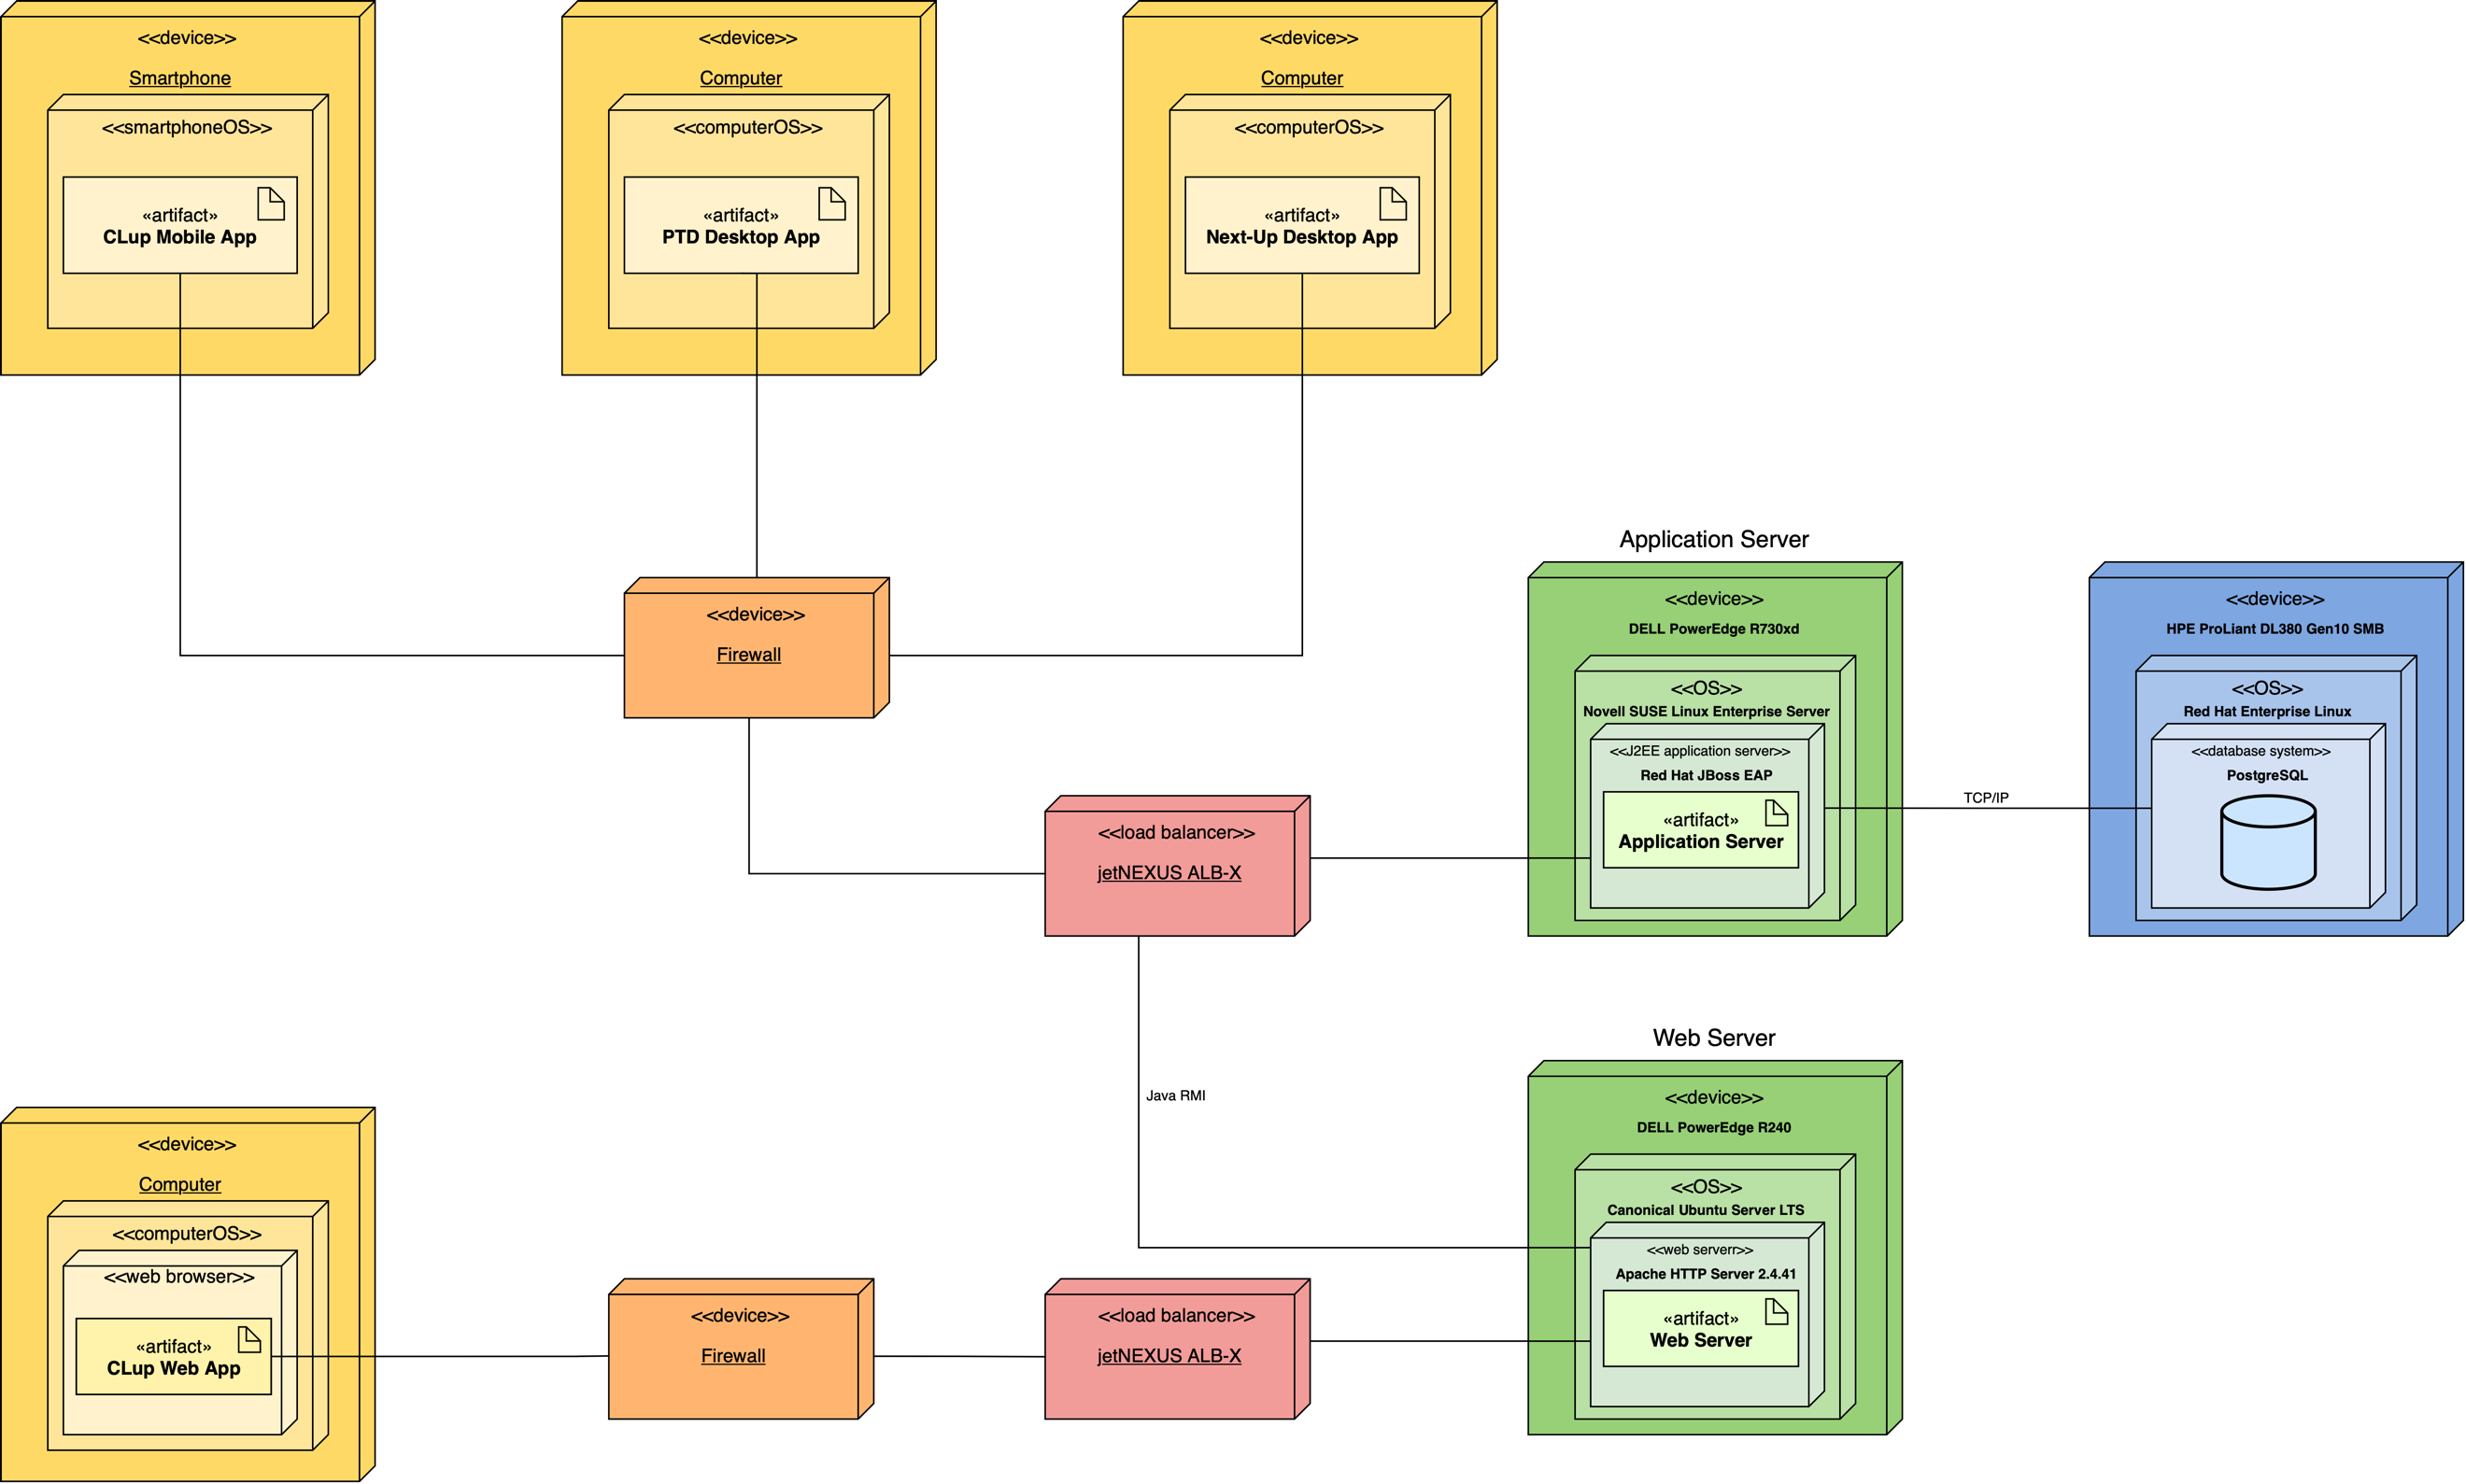 <<device>>
Smartphone
<<smartphoneOS>>
«artifact»
CLup Mobile App
<<device>>
Computer
<<computerOS>>
«artifact»
PTD Desktop App
<<device>>
Computer
<<computerOS>>
«artifact»
Next-Up Desktop App
<<device>>
Firewall
<<load balancer>>
jetNEXUS ALB-X
Application Server
<<device>>
DELL PowerEdge R730xd
<<OS>>
Novell SUSE Linux Enterprise Server
<<J2EE application server>>
Red Hat JBoss EAP
«artifact»
Application Server
TCP/IP
<<device>>
HPE ProLiant DL380 Gen10 SMB
<<OS>>
Red Hat Enterprise Linux
<<database system>>
PostgreSQL
Java RMI
<<device>>
Computer
<<computerOS>>
<<web browser>>
«artifact»
CLup Web App
<<device>>
Firewall
<<load balancer>>
jetNEXUS ALB-X
Web Server
<<device>>
DELL PowerEdge R240
<<OS>>
Canonical Ubuntu Server LTS
<<web serverr>>
Apache HTTP Server 2.4.41
«artifact»
Web Server